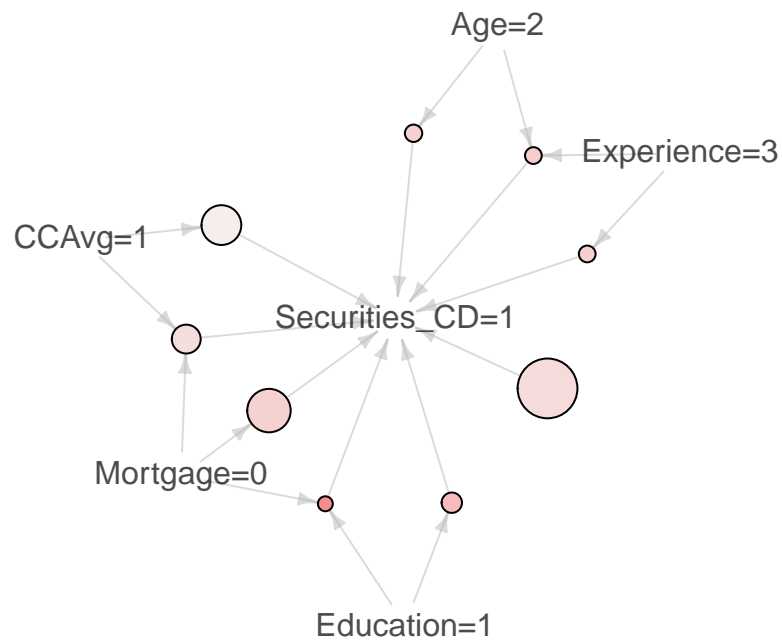 Age=2
Experience=3
CCAvg=1
Securities_CD=1
Mortgage=0
Education=1